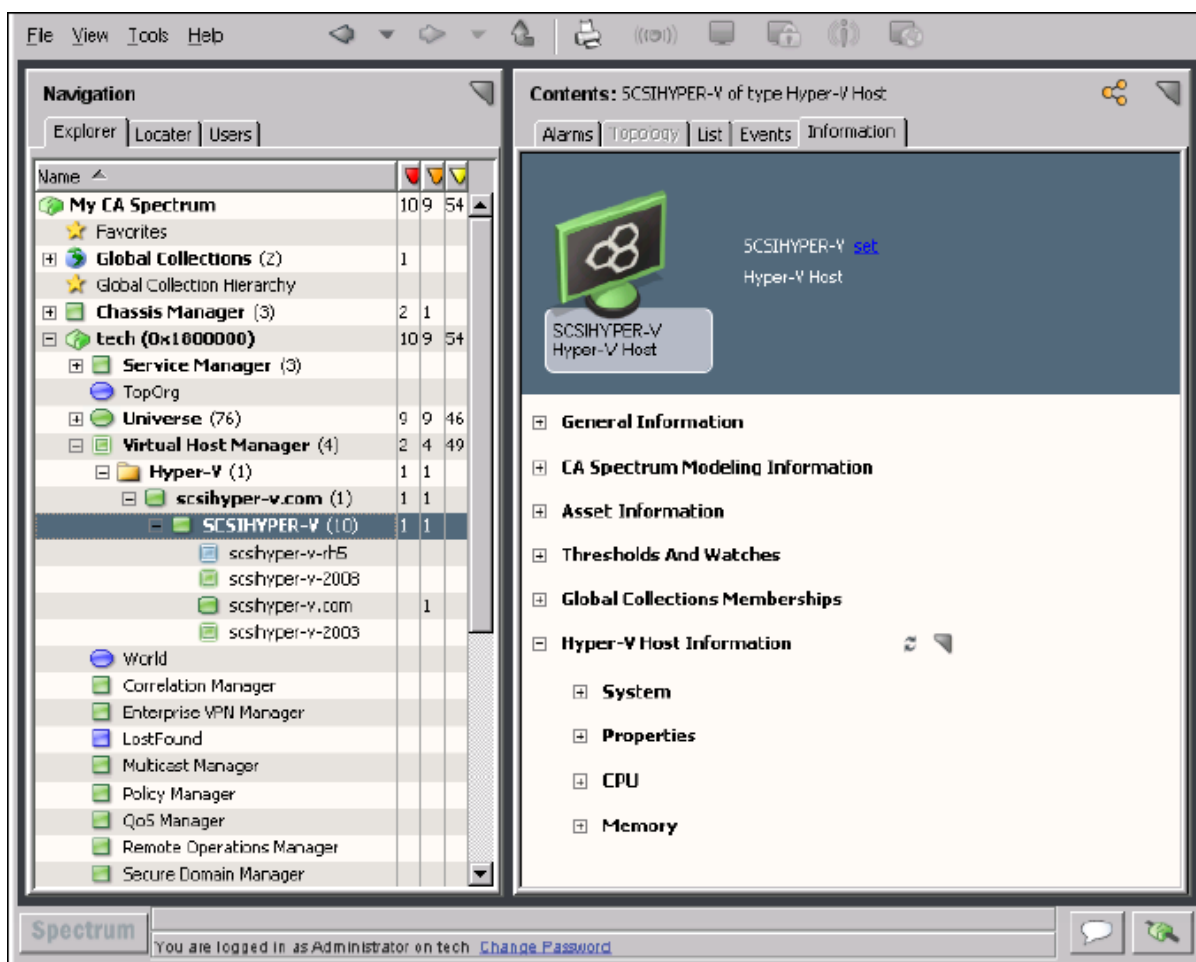 File View Tools Help
Navigation
Explorer Locater Users
Name
My CA Spectrum 10 9 54
Favorites
Global Collections (2) 1
Global Collection Hierarchy
Chassis Manager (3) 2 1
tech (0x1800000) 10 9 54
Service Manager (3)
TopOrg
Universe (76) 9 9 46
Virtual Host Manager (4) 2 4 49
Hyper-V (1) 1 1
scsihyper-v.com (1) 1 1
SCSIHYPER-V (10) 1 1
scsihyper-v-rh5
scsihyper-v-2008
scsihyper-v.com 1
scsihyper-v-2003
World
Correlation Manager
Enterprise VPN Manager
LostFound
Multicast Manager
Policy Manager
QoS Manager
Remote Operations Manager
Secure Domain Manager
Contents: SCSIHYPER-V of type Hyper-V Host
Alarms Topology List Events Information
SCSIHYPER-V set
Hyper-V Host
SCSIHYPER-V
Hyper-V Host
General Information
CA Spectrum Modeling Information
Asset Information
Thresholds And Watches
Global Collections Memberships
Hyper-V Host Information
System
Properties
CPU
Memory
Spectrum
You are logged in as Administrator on tech Change Password